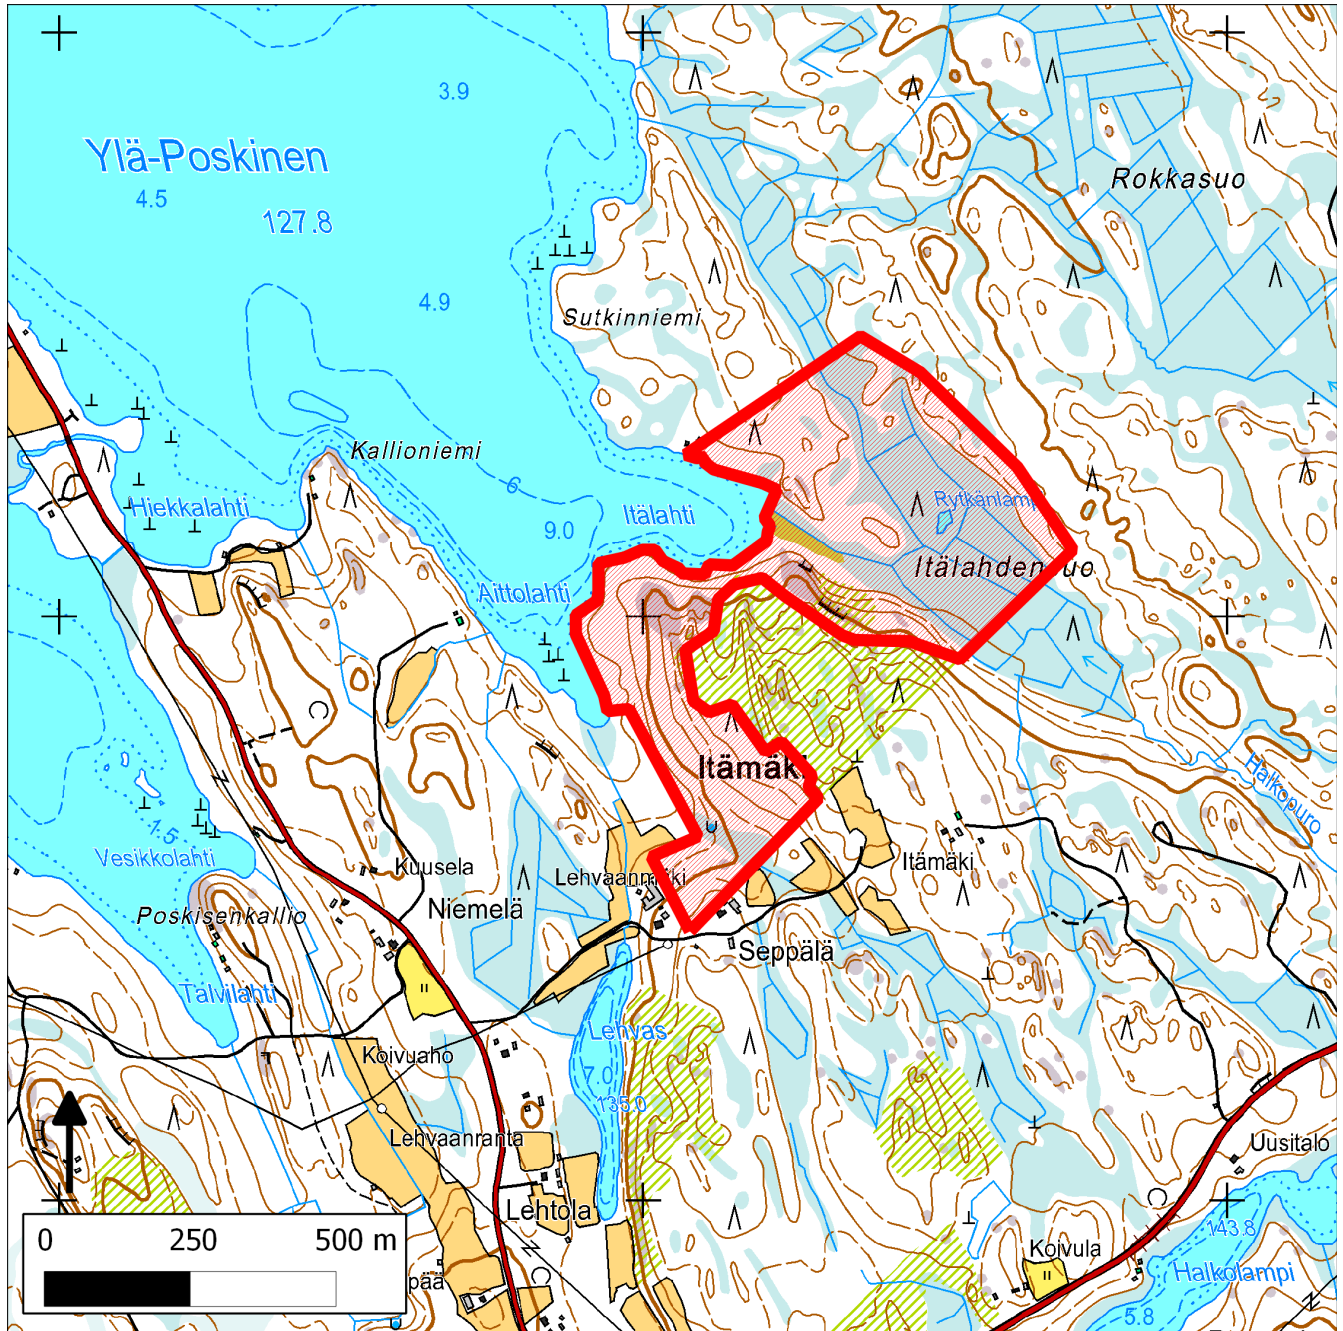 3.9
Ylä-Poskinen
4.5
127.8
Rokkasuo
4.9
Sutkinniemi
Kallioniemi
6
Hiekkalahti
9.0
Itälahti
Rytkänlamp
Itälahden uo
Aittolahti
Itämäki
Halkopuro
1.5
Vesikkolahti
Kuusela
Lehvaanmäki
Itämäki
Poskisenkallio
Niemelä
Seppälä
Talvilahti
Lehvas
Koivuaho
7.0
135.0
Lehvaanranta
Uusitalo
Lehtola
143.8
0 250 500 m
Koivula
Halkolampi
pää
5.8